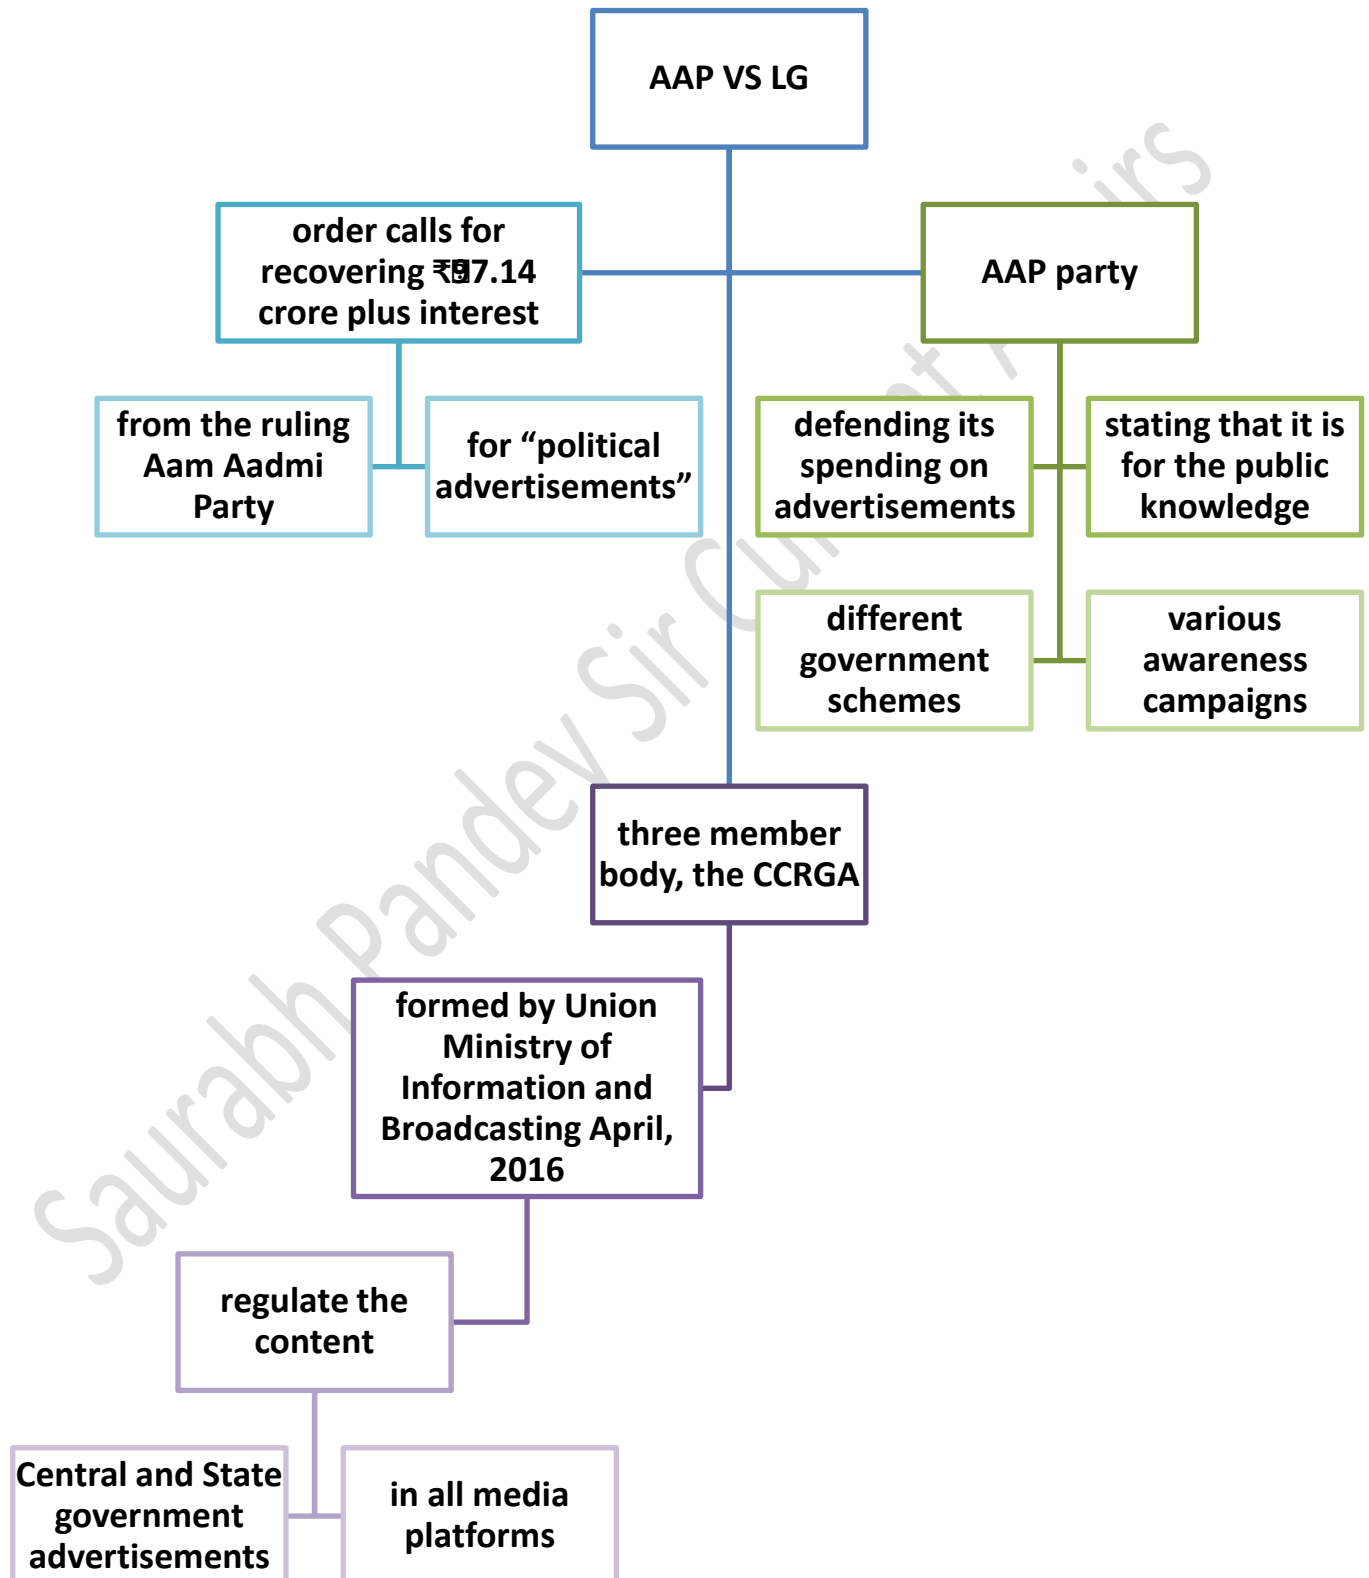 AAP VS LG
order calls for
recovering ₹97.14
crore plus interest
AAP party
from the ruling
Aam Aadmi
Party
for “political
advertisements”
defending its
spending on
advertisements
stating that it is
for the public
knowledge
different
government
schemes
various
awareness
campaigns
three member
body, the CCRGA
formed by Union
Ministry of
Information and
Broadcasting April,
2016
regulate the
content
Central and State
government
advertisements
in all media
platforms
Saurabh Pandey Sir Current Affairs